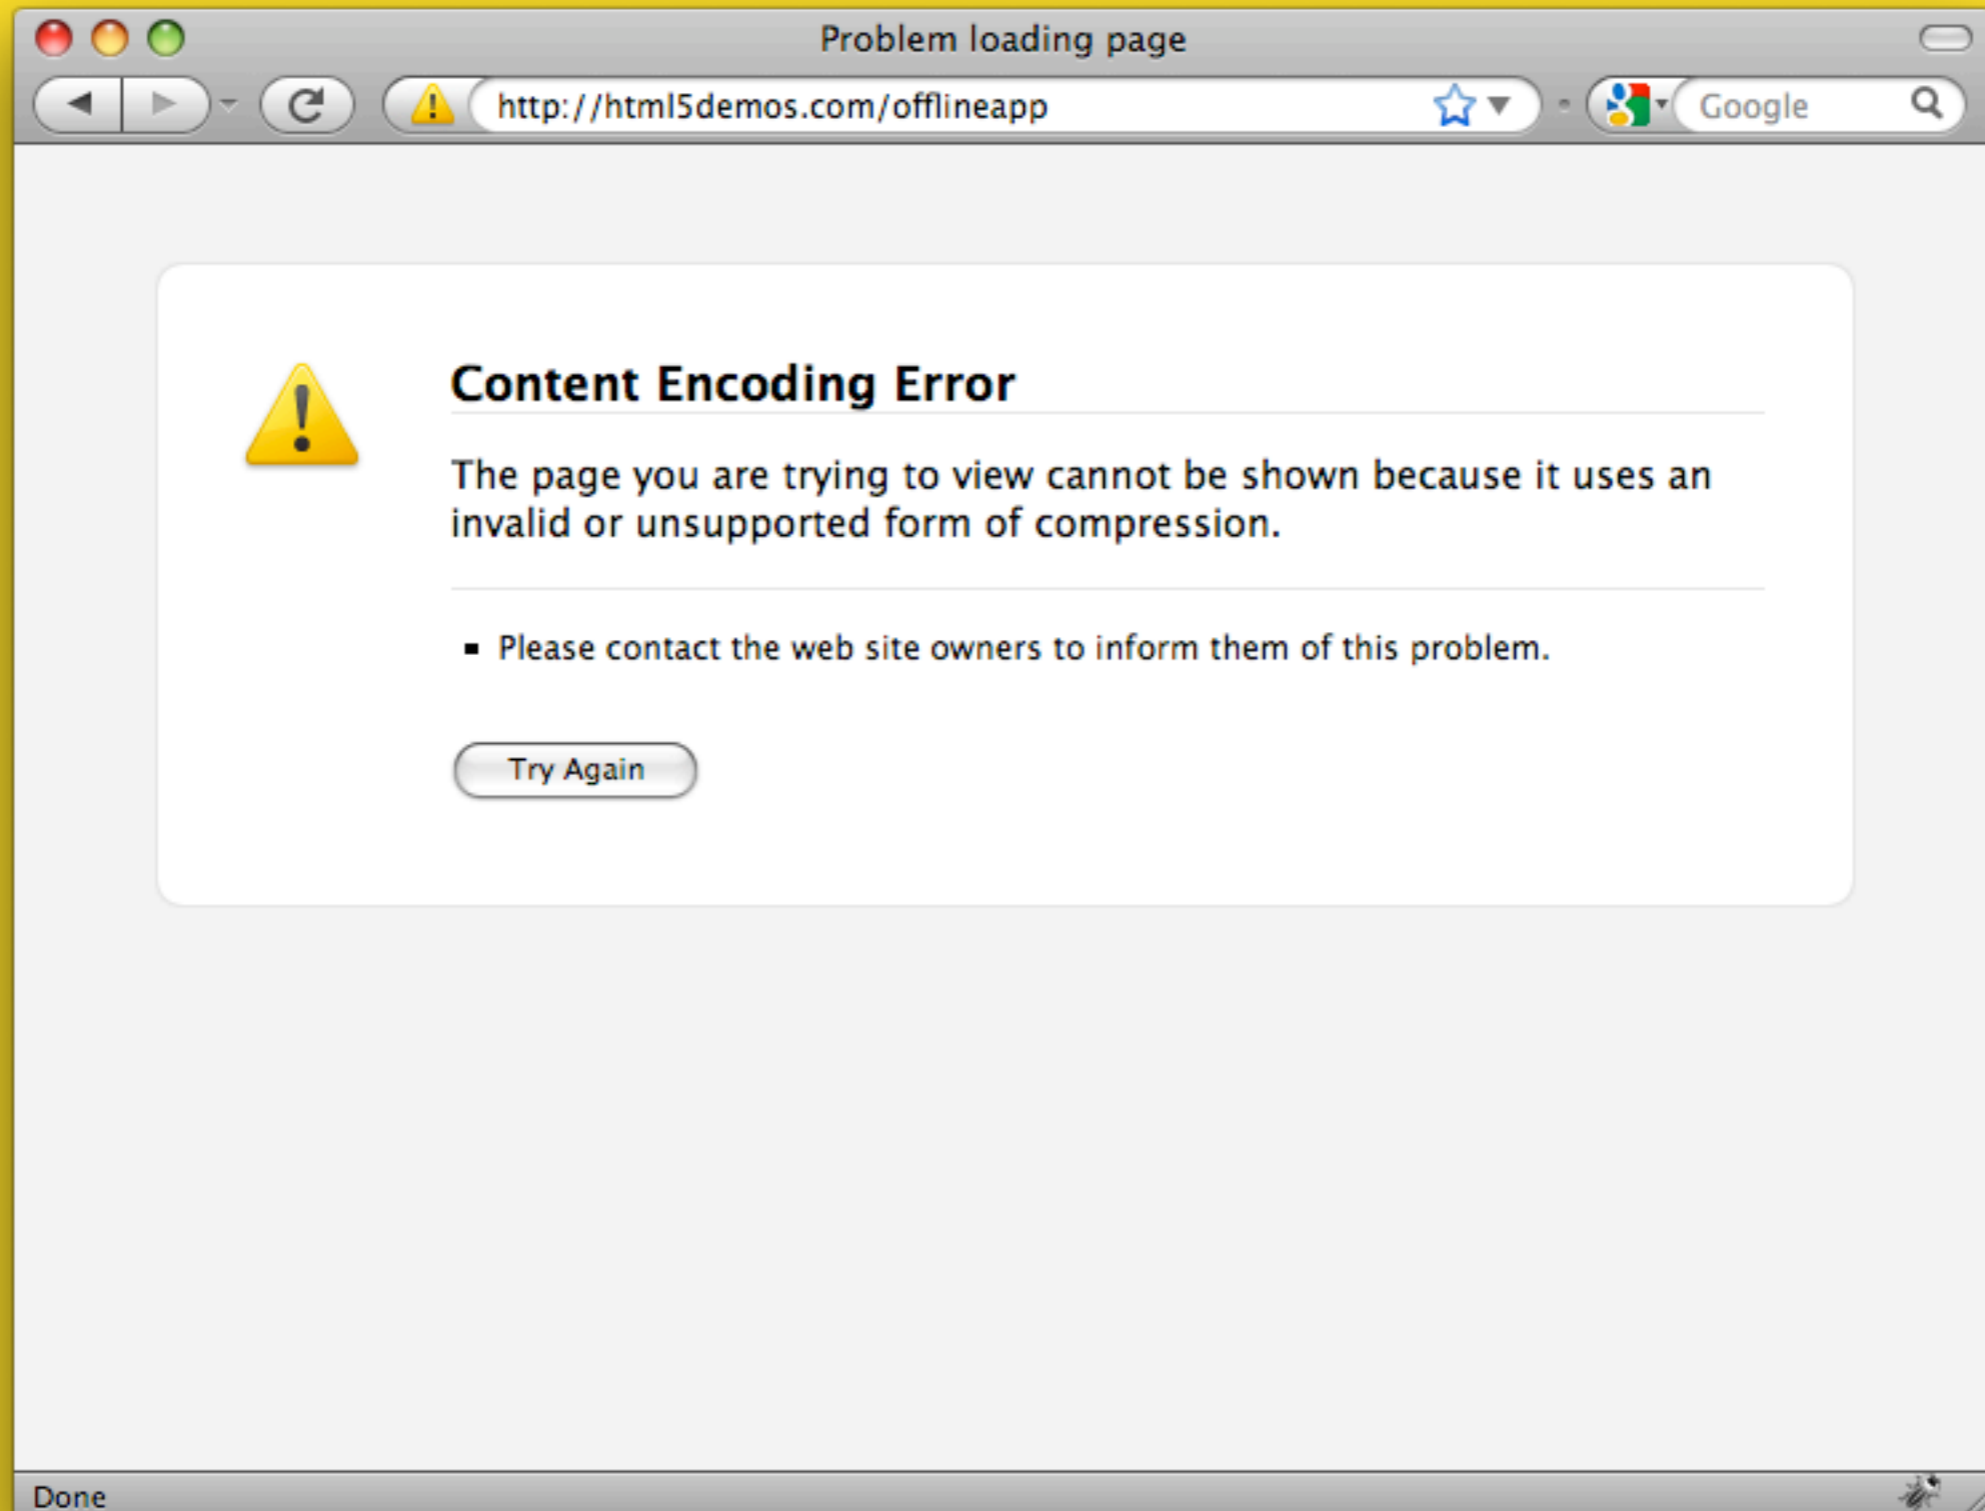 Problem loading page
http://html5demos.com/offlineapp
Google
Content Encoding Error
The page you are trying to view cannot be shown because it uses an
invalid or unsupported form of compression.
Please contact the web site owners to inform them of this problem.
Try Again
Done